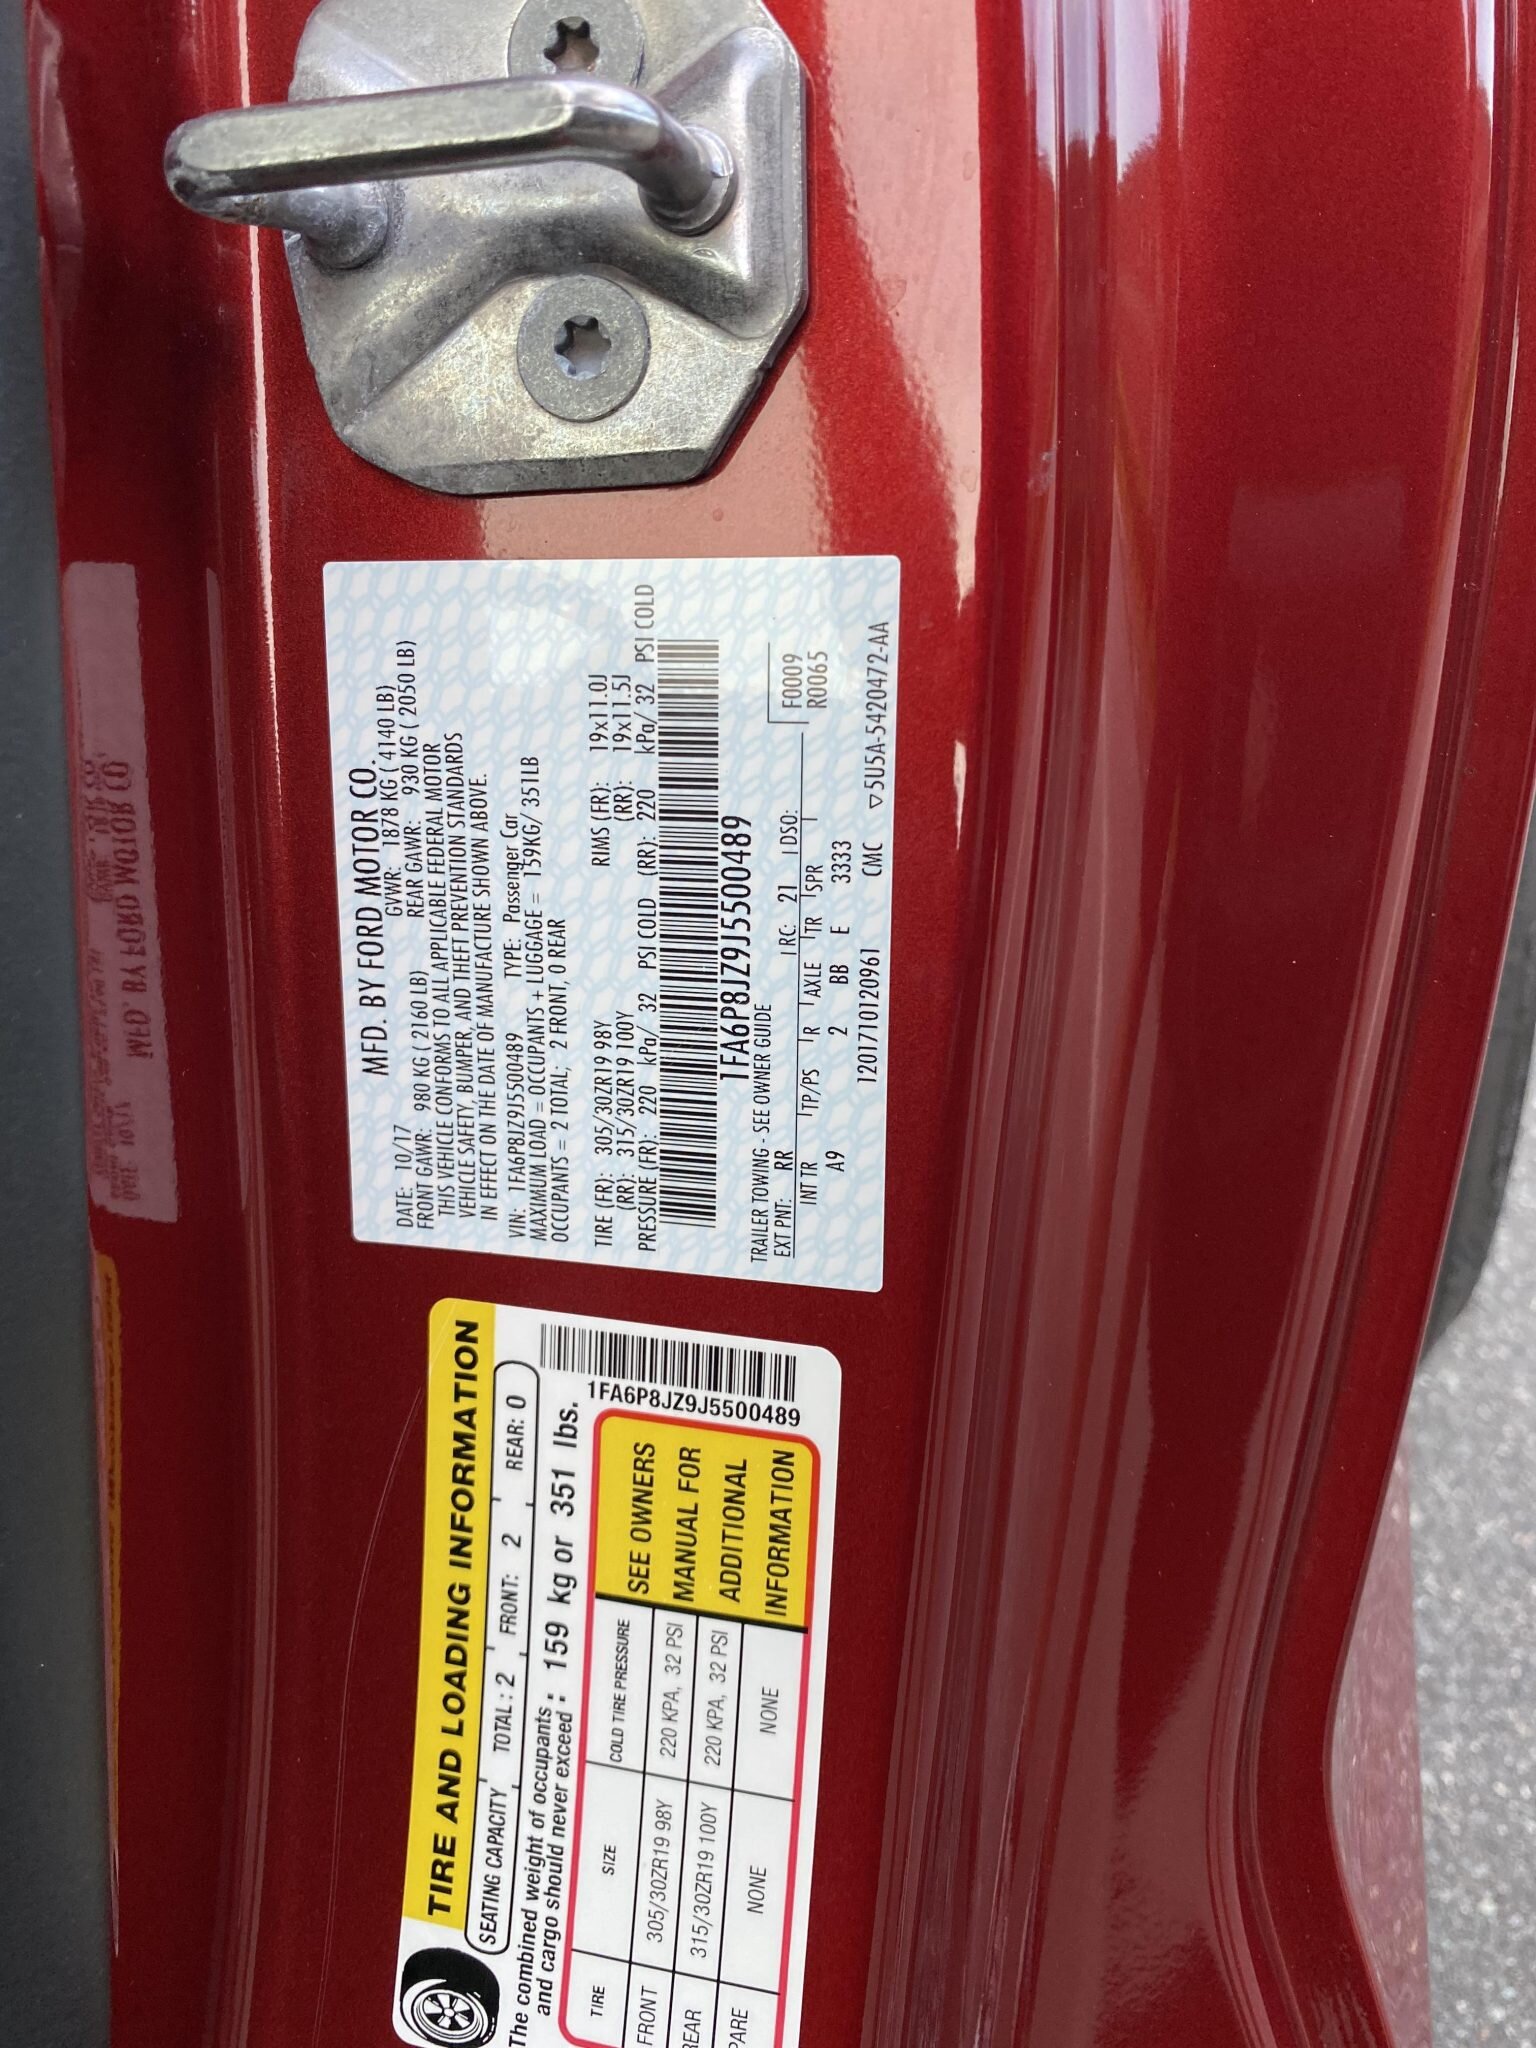 MFD. BY FORD MOTOR CO.
DATE: 10/17 GVWR: 1878 KG ( 4140 LB)
FRONT GAWR: 980 KG ( 2160 LB) REAR GAWR: 930 KG ( 2050 LB)
THIS VEHICLE CONFORMS TO ALL APPLICABLE FEDERAL MOTOR
VEHICLE SAFETY, BUMPER, AND THEFT PREVENTION STANDARDS
IN EFFECT ON THE DATE OF MANUFACTURE SHOWN ABOVE.
VIN: 1FA6P8JZ9J5500489 TYPE: Passenger Car
MAXIMUM LOAD = OCCUPANTS + LUGGAGE = 159KG/ 351LB
OCCUPANTS = 2 TOTAL; 2 FRONT, 0 REAR
TIRE (FR): 305/30ZR19 98Y RIMS (FR): 19x11.0J
(RR): 315/30ZR19 100Y (RR): 19x11.5J
PRESSURE (FR): 220 kPa/ 32 PSI COLD (RR): 220 kPa/ 32 PSI COLD
1FA6P8JZ9J5500489
TRAILER TOWING - SEE OWNER GUIDE
EXT PNT: RR RC: 21 DSO: F0009
R0065
INT TR TP/PS R AXLE TR SPR
A9 2 BB E 3333
1201710120961 CMC ▽5U5A-5420472-AA
TIRE AND LOADING INFORMATION
SEATING CAPACITY TOTAL : 2 FRONT: 2 REAR: 0
The combined weight of occupants
and cargo should never exceed : 159 kg or 351 lbs.
1FA6P8JZ9J5500489
TIRE SIZE COLD TIRE PRESSURE
FRONT 305/30ZR19 98Y 220 KPA, 32 PSI
REAR 315/30ZR19 100Y 220 KPA, 32 PSI
PARE NONE NONE
SEE OWNERS
MANUAL FOR
ADDITIONAL
INFORMATION